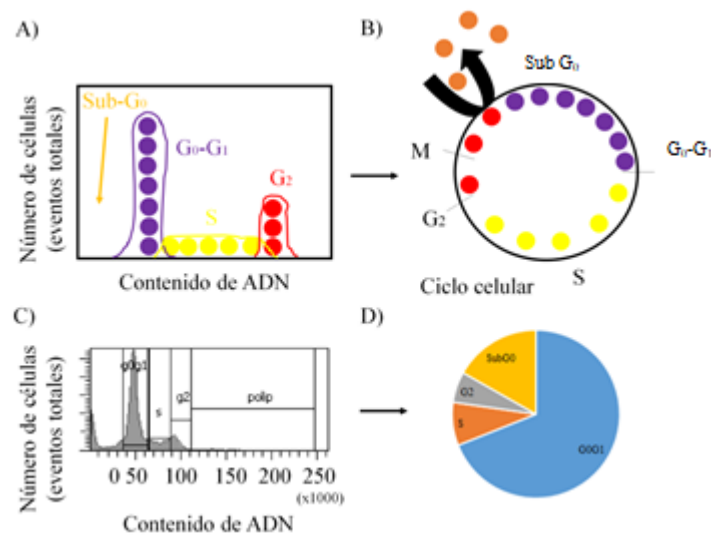 A)
Número de células
(eventos totales)
Sub-G₀
G₀-G₁
S
G₂
Contenido de ADN
B)
Sub G₀
G₀-G₁
M
G₂
S
Ciclo celular
C)
Número de células
(eventos totales)
g0g1
s
g2
polip
0 50 100 150 200 250
(x1000)
Contenido de ADN
D)
SubG0
G2
S
G0G1